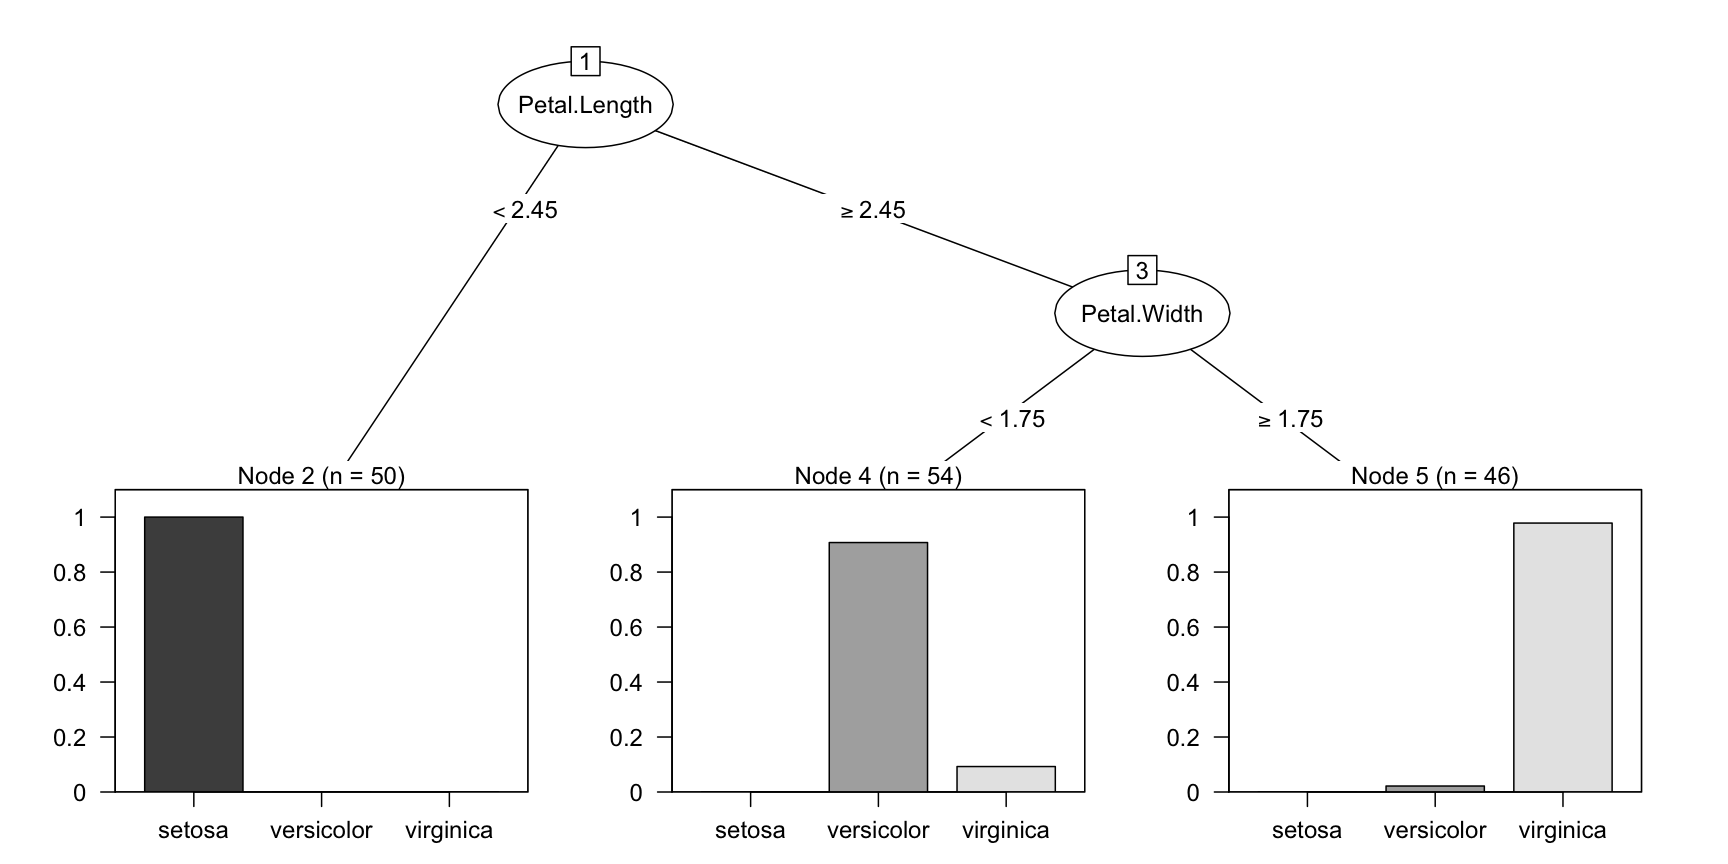 1
Petal.Length
< 2.45
≥ 2.45
3
Petal.Width
< 1.75
≥ 1.75
Node 2 (n = 50)
1
0.8
0.6
0.4
0.2
0
setosa
versicolor
virginica
Node 4 (n = 54)
1
0.8
0.6
0.4
0.2
0
setosa
versicolor
virginica
Node 5 (n = 46)
1
0.8
0.6
0.4
0.2
0
setosa
versicolor
virginica